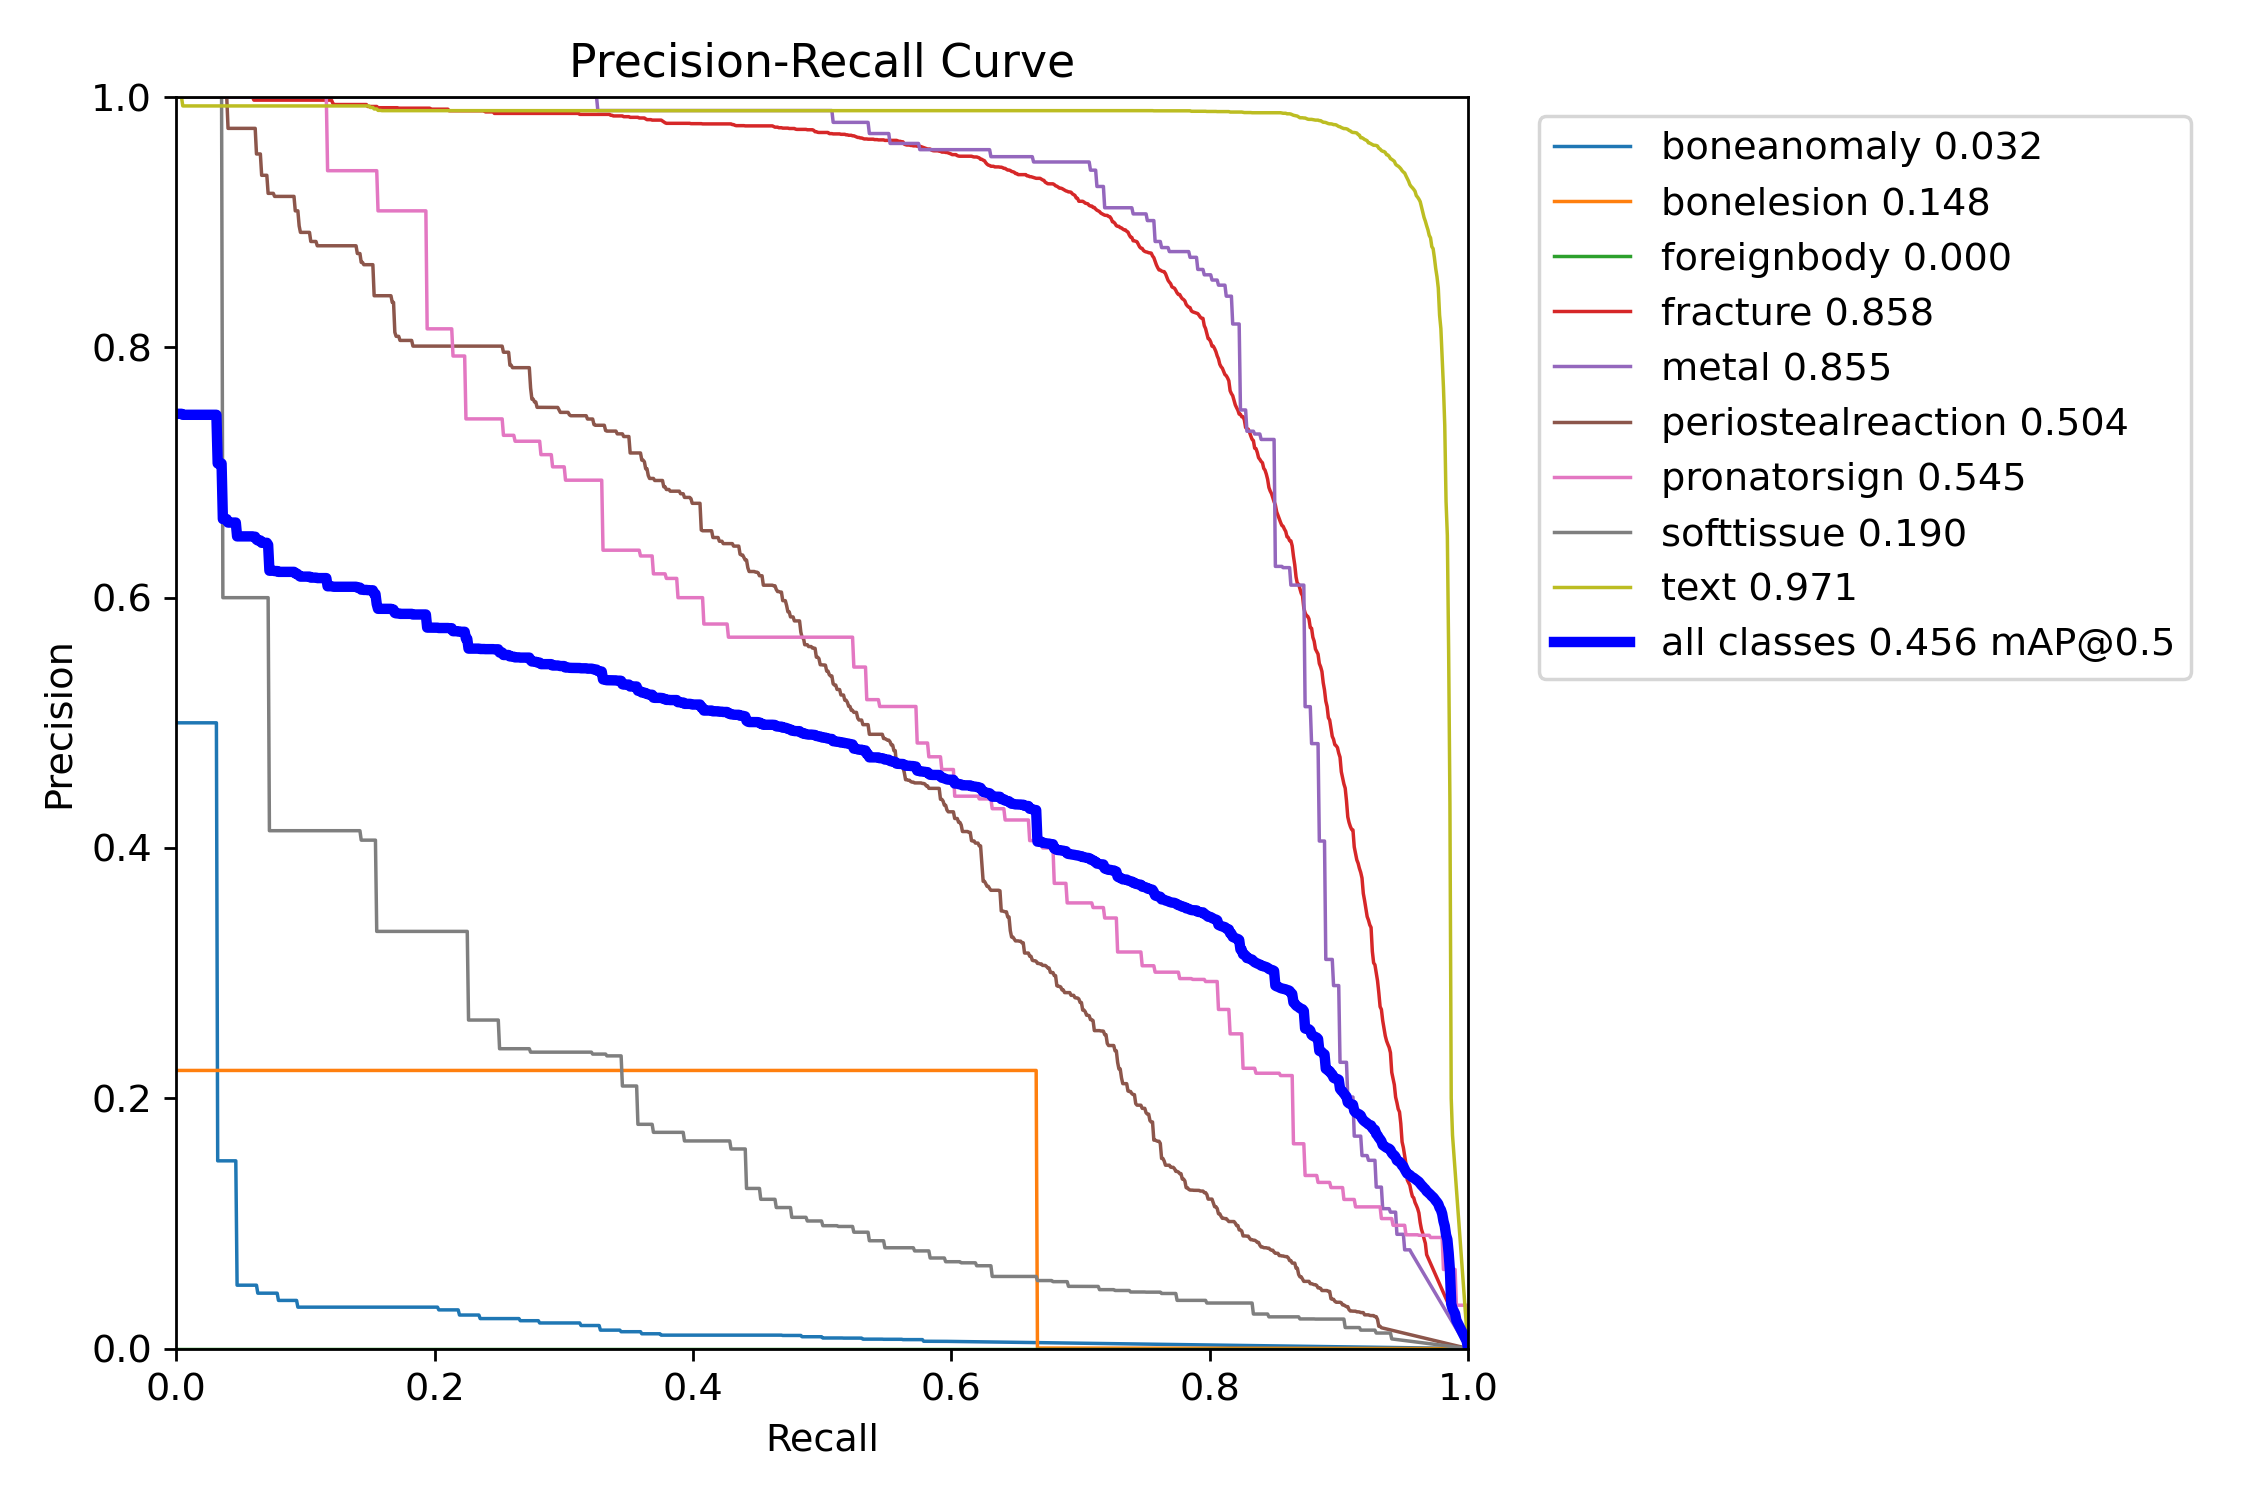 Precision-Recall Curve
1.0
0.8
0.6
0.4
0.2
0.0
Precision
0.0 0.2 0.4 0.6 0.8 1.0
Recall
boneanomaly 0.032
bonelesion 0.148
foreignbody 0.000
fracture 0.858
metal 0.855
periostealreaction 0.504
pronatorsign 0.545
softtissue 0.190
text 0.971
all classes 0.456 mAP@0.5